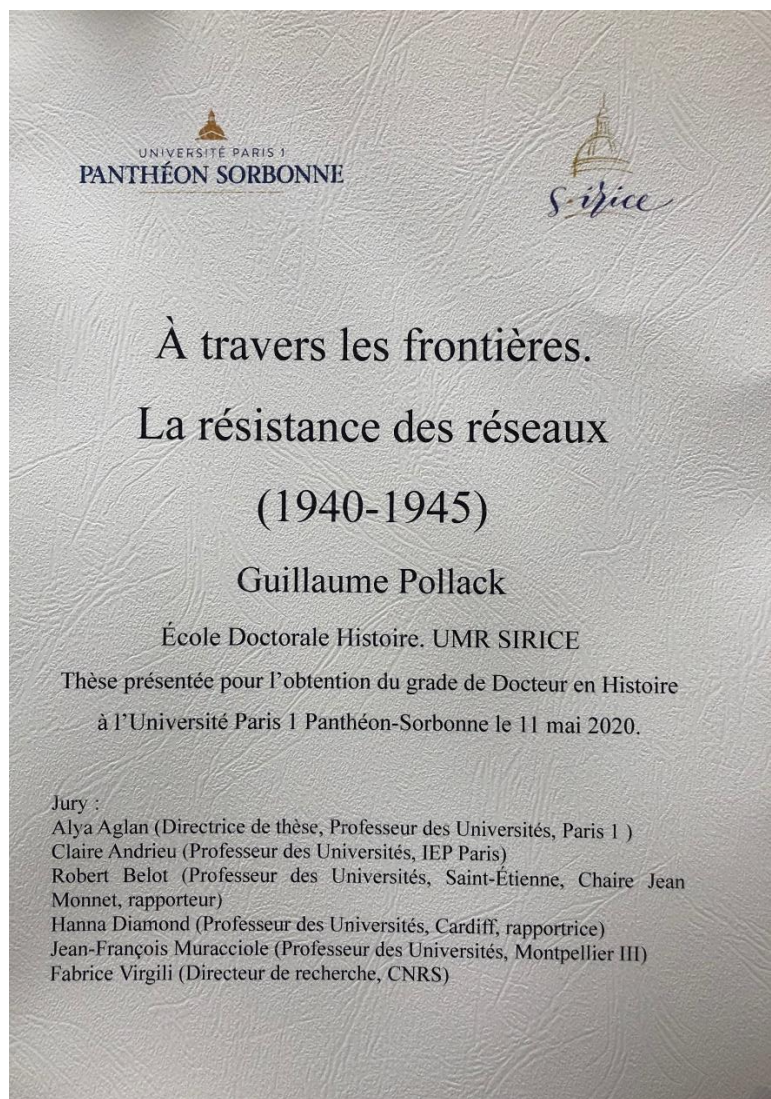 UNIVERSITÉ PARIS 1
PANTHÉON SORBONNE
Sirice
À travers les frontières.
La résistance des réseaux
(1940-1945)
Guillaume Pollack
École Doctorale Histoire. UMR SIRICE
Thèse présentée pour l’obtention du grade de Docteur en Histoire
à l’Université Paris 1 Panthéon-Sorbonne le 11 mai 2020.
Jury :
Alya Aglan (Directrice de thèse, Professeur des Universités, Paris 1 )
Claire Andrieu (Professeur des Universités, IEP Paris)
Robert Belot (Professeur des Universités, Saint-Étienne, Chaire Jean
Monnet, rapporteur)
Hanna Diamond (Professeur des Universités, Cardiff, rapportrice)
Jean-François Muracciole (Professeur des Universités, Montpellier III)
Fabrice Virgili (Directeur de recherche, CNRS)